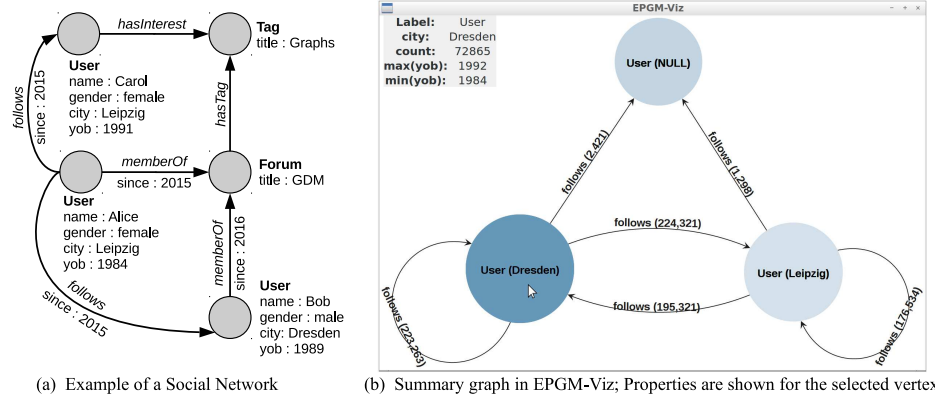 hasInterest
Tag
title : Graphs
User
name : Carol
gender : female
city : Leipzig
yob : 1991
follows
since : 2015
hasTag
memberOf
since : 2015
Forum
title : GDM
User
name : Alice
gender : female
city : Leipzig
yob : 1984
memberOf
since : 2016
follows
since : 2015
User
name : Bob
gender : male
city: Dresden
yob : 1989
(a) Example of a Social Network
EPGM-Viz
Label: User
city: Dresden
count: 72865
max(yob): 1992
min(yob): 1984
User (NULL)
follows (2,421)
follows (1,298)
follows (224,321)
User (Dresden)
User (Leipzig)
follows (195,321)
follows (223,263)
follows (176,534)
(b) Summary graph in EPGM-Viz; Properties are shown for the selected vertex